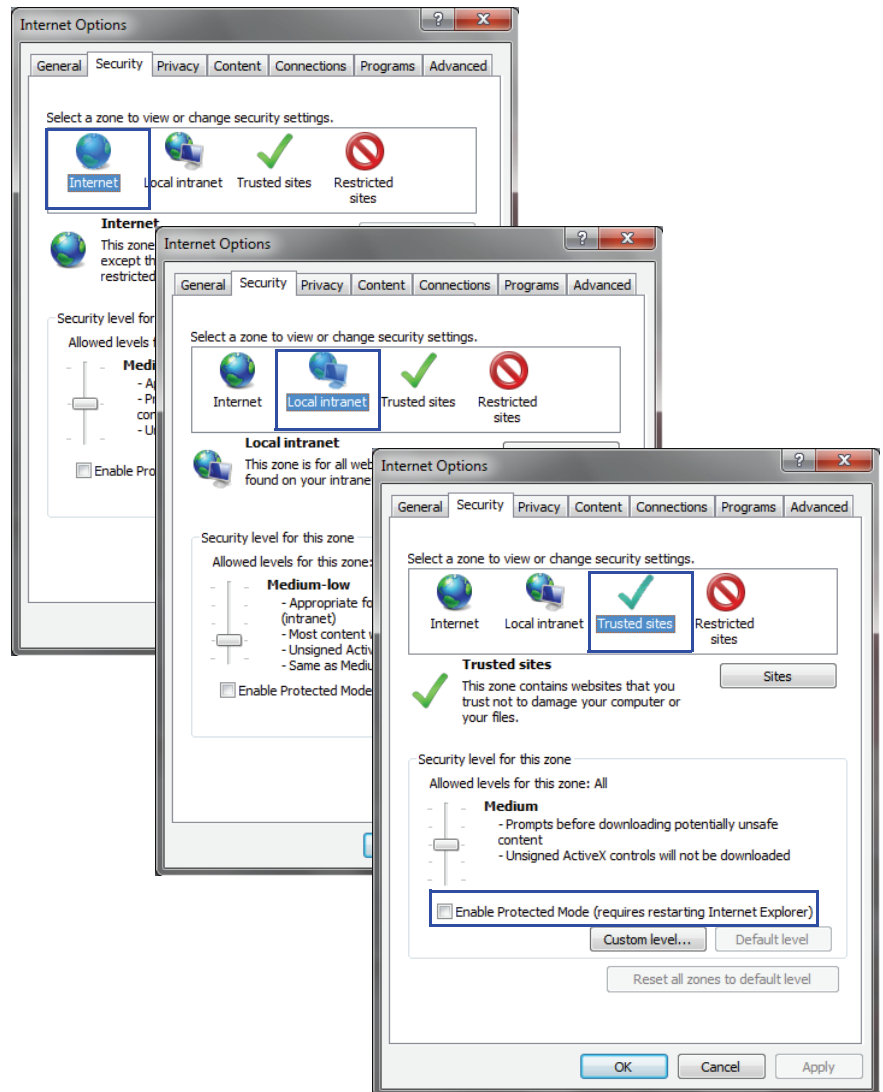 Internet Options
?
X
General Security Privacy Content Connections Programs Advanced
Select a zone to view or change security settings.
Internet Local intranet Trusted sites Restricted
sites
Internet
This zone
except th
restricted
Security level for
Allowed levels f
Medi
- A
- Pr
con
- U
Enable Pro
Internet Options
?
X
General Security Privacy Content Connections Programs Advanced
Select a zone to view or change security settings.
Internet Local intranet Trusted sites Restricted
sites
Local intranet
This zone is for all web
found on your intrane
Security level for this zone
Allowed levels for this zone:
Medium-low
- Appropriate fo
(intranet)
- Most content w
- Unsigned Activ
- Same as Mediu
Enable Protected Mode
Internet Options
?
X
General Security Privacy Content Connections Programs Advanced
Select a zone to view or change security settings.
Internet Local intranet Trusted sites Restricted
sites
Trusted sites
This zone contains websites that you
trust not to damage your computer or
your files.
Sites
Security level for this zone
Allowed levels for this zone: All
Medium
- Prompts before downloading potentially unsafe
content
- Unsigned ActiveX controls will not be downloaded
Enable Protected Mode (requires restarting Internet Explorer)
Custom level... Default level
Reset all zones to default level
OK Cancel Apply